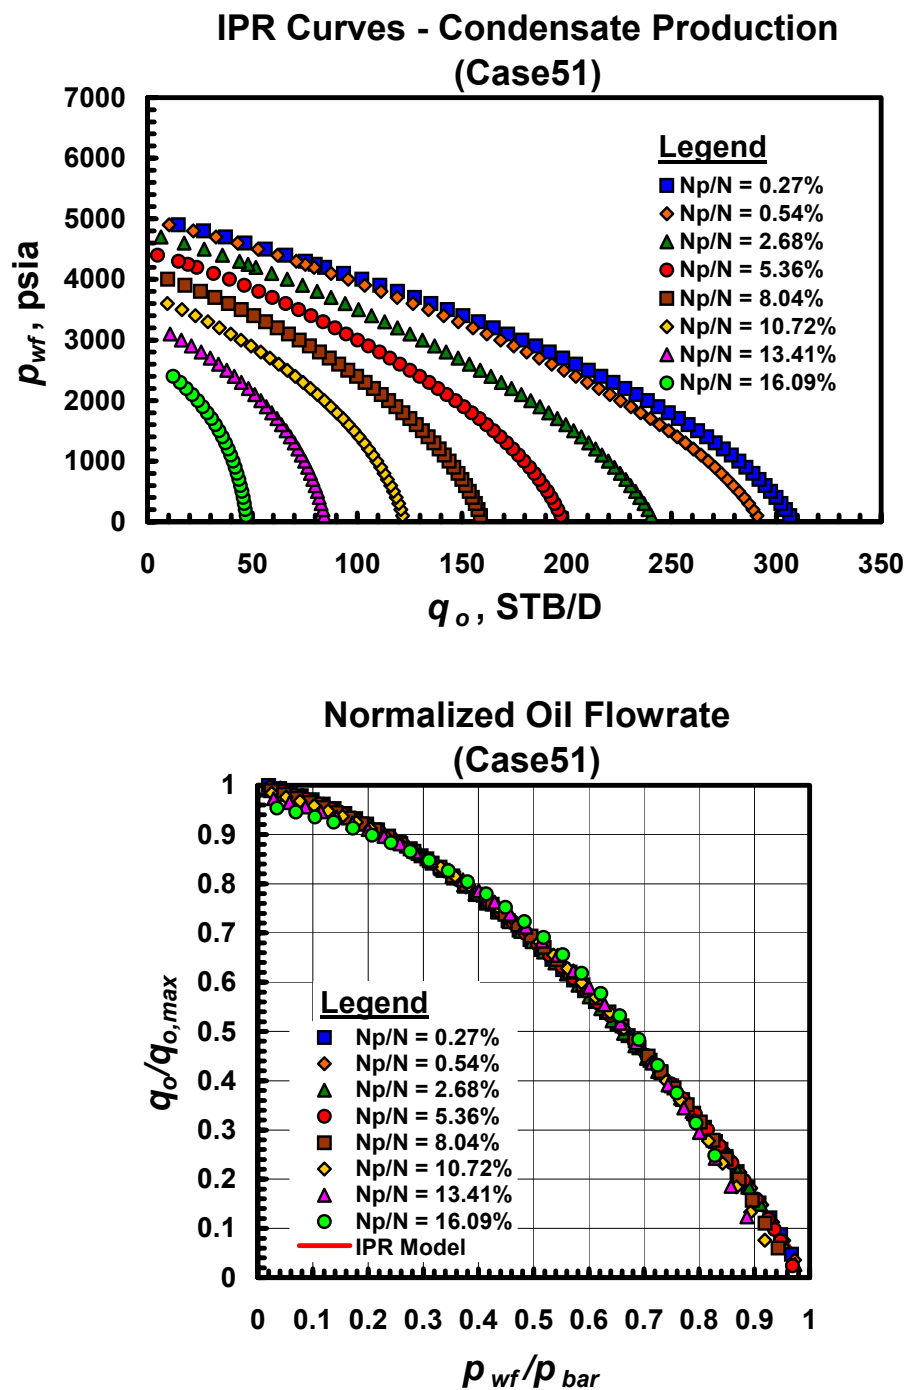 IPR Curves - Condensate Production
(Case51)
7000
6000
5000
4000
3000
2000
1000
0
p wf , psia
Legend
Np/N = 0.27%
Np/N = 0.54%
Np/N = 2.68%
Np/N = 5.36%
Np/N = 8.04%
Np/N = 10.72%
Np/N = 13.41%
Np/N = 16.09%
0 50 100 150 200 250 300 350
q o , STB/D
Normalized Oil Flowrate
(Case51)
1
0.9
0.8
0.7
0.6
0.5
0.4
0.3
0.2
0.1
0
q o /q o,max
Legend
Np/N = 0.27%
Np/N = 0.54%
Np/N = 2.68%
Np/N = 5.36%
Np/N = 8.04%
Np/N = 10.72%
Np/N = 13.41%
Np/N = 16.09%
IPR Model
0 0.1 0.2 0.3 0.4 0.5 0.6 0.7 0.8 0.9 1
p wf /p bar